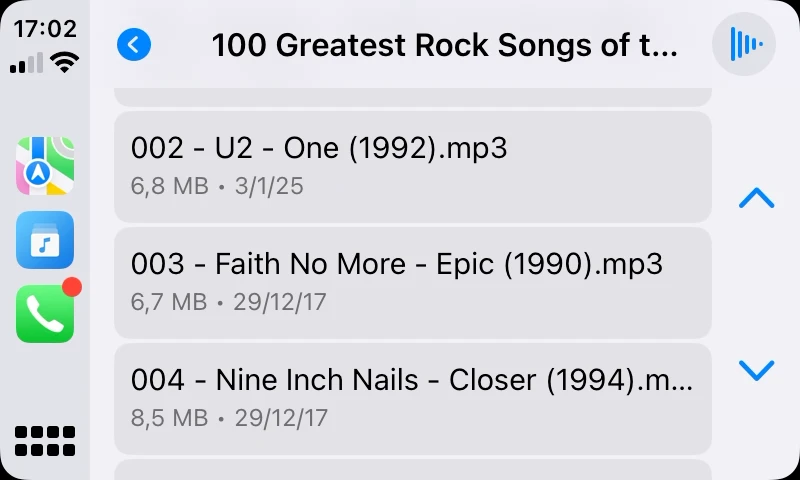 17:02
100 Greatest Rock Songs of t...
002 - U2 - One (1992).mp3
6,8 MB • 3/1/25
003 - Faith No More - Epic (1990).mp3
6,7 MB • 29/12/17
004 - Nine Inch Nails - Closer (1994).m...
8,5 MB • 29/12/17